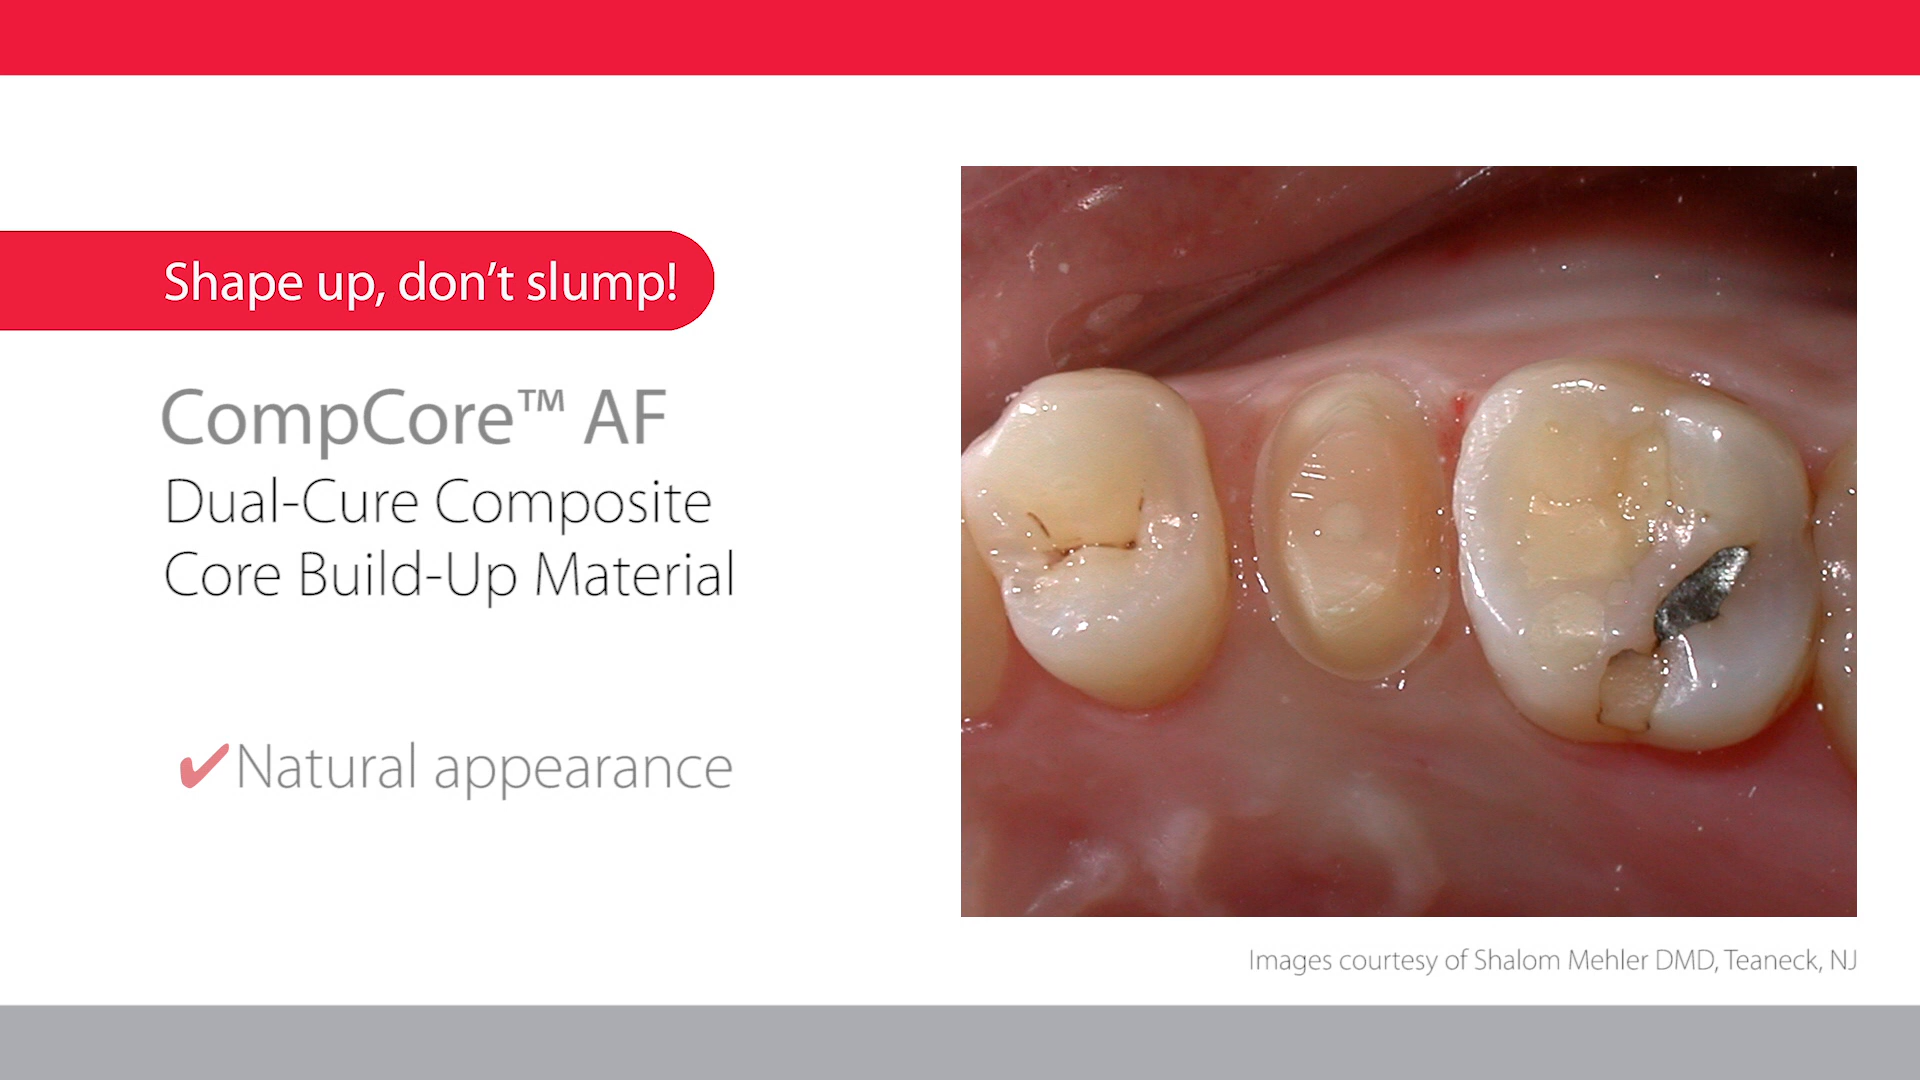 Shape up, don’t slump!
CompCore™ AF
Dual-Cure Composite
Core Build-Up Material
✔Natural appearance
Images courtesy of Shalom Mehler DMD, Teaneck, NJ